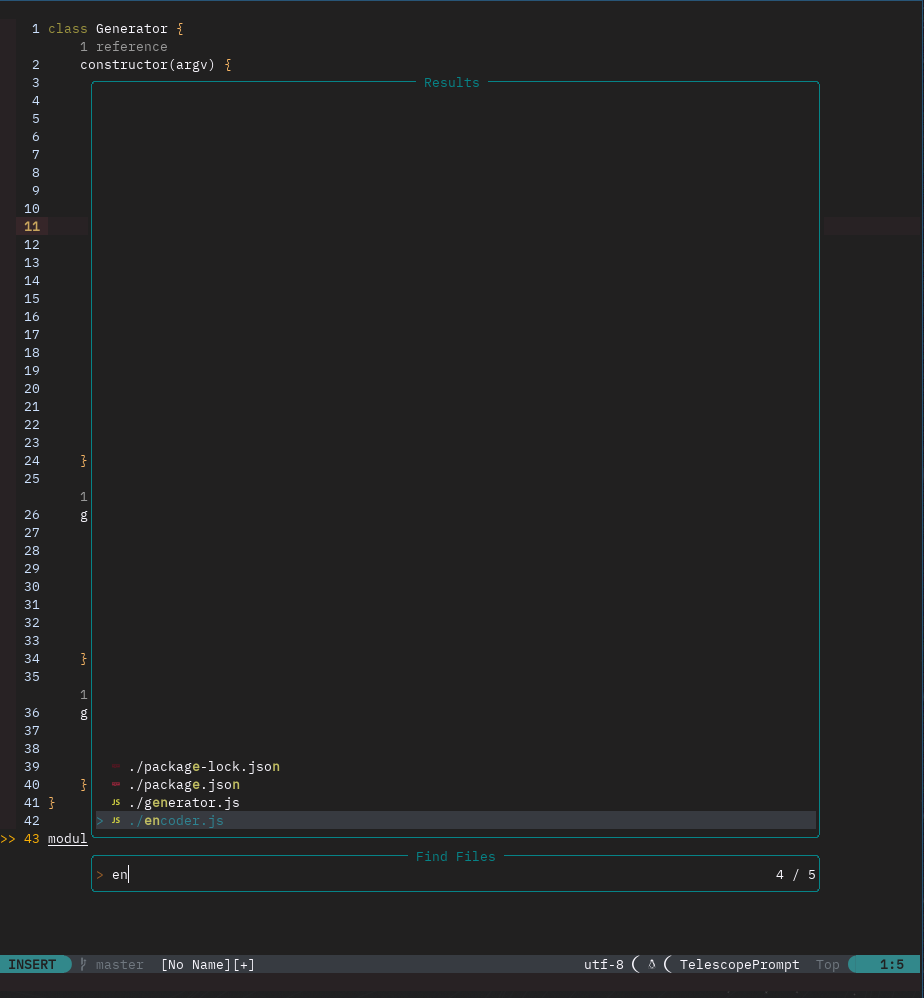 1 class Generator {
1 reference
2 constructor(argv) {
3
Results
4
5
6
7
8
9
10
11
12
13
14
15
16
17
18
19
20
21
22
23
24 }
25
1
26 g
27
28
29
30
31
32
33
34 }
35
1
36 g
37
38
39 ./package-lock.json
40 } ./package.json
41 } JS ./generator.js
42 > JS ./encoder.js
>> 43 modul
Find Files
> en 4 / 5
INSERT master [No Name][+] utf-8 TelescopePrompt Top 1:5